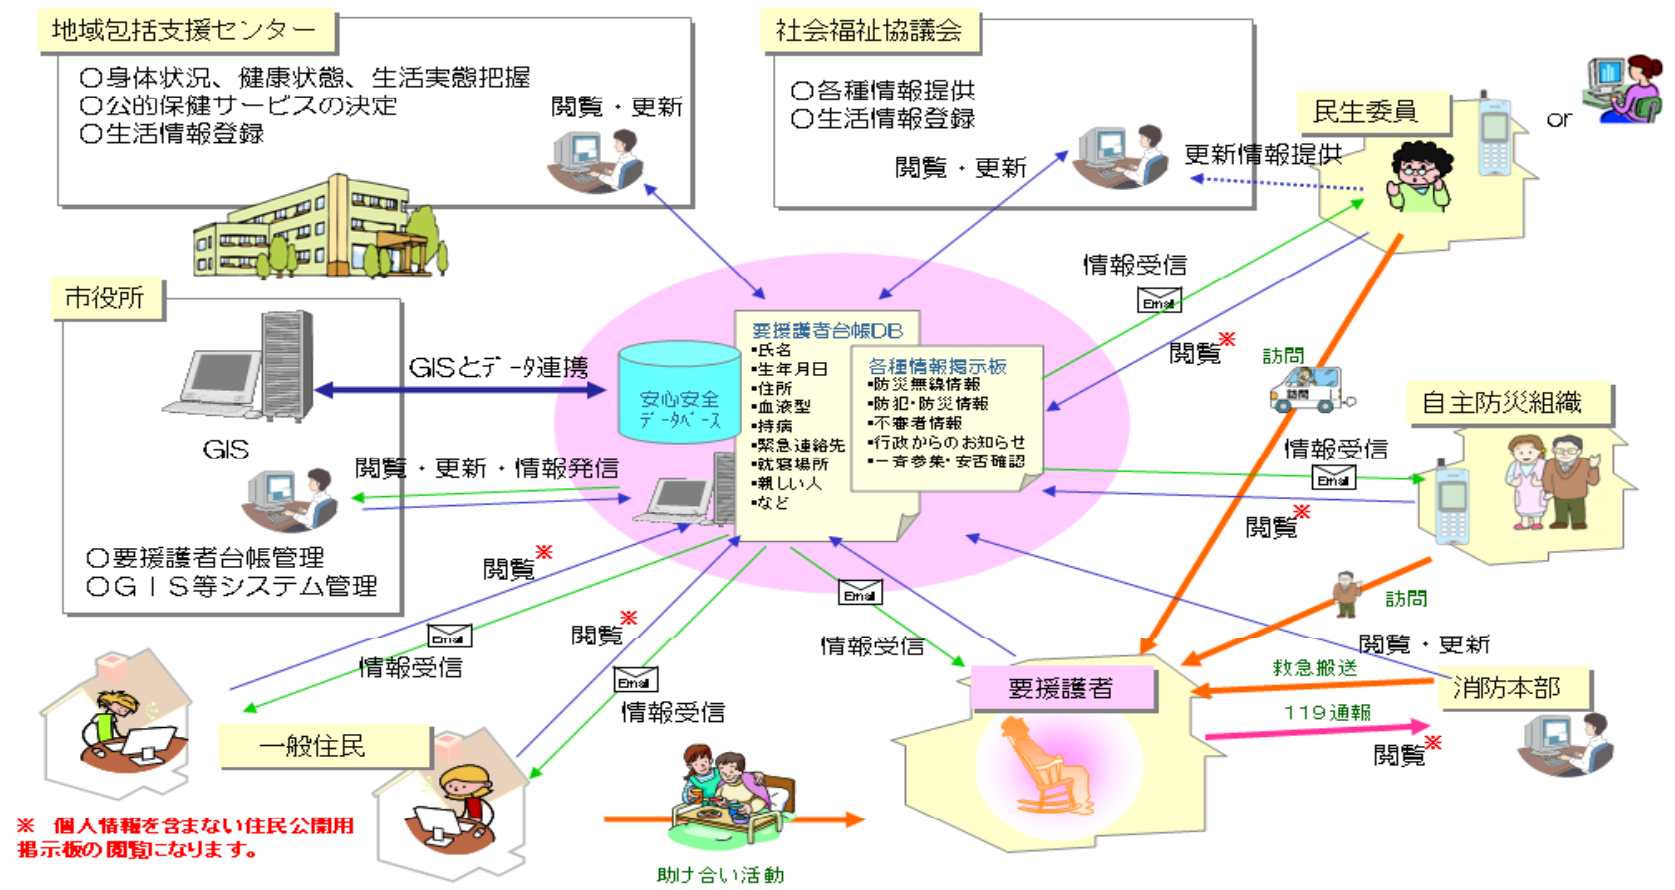 地域包括支援センター
○身体状況、健康状態、生活実態把握
○公的保健サービスの決定
○生活情報登録
閲覧・更新
社会福祉協議会
○各種情報提供
○生活情報登録
閲覧・更新
民生委員
or
更新情報提供
情報受信
Email
閲覧※
訪問
訪問
市役所
GIS
GISとデータ連携
閲覧・更新・情報発信
○要援護者台帳管理
○GIS等システム管理
安心安全
データベース
要援護者台帳DB
▪氏名
▪生年月日
▪住所
▪血液型
▪持病
▪緊急連絡先
▪就寝場所
▪親しい人
▪など
各種情報掲示板
▪防災無線情報
▪防犯・防災情報
▪不審者情報
▪行政からのお知らせ
▪一斉参集・安否確認
自主防災組織
情報受信
Email
閲覧※
訪問
閲覧・更新
救急搬送
消防本部
119通報
閲覧※
閲覧※
Email
情報受信
閲覧※
Email
情報受信
Email
情報受信
要援護者
一般住民
※ 個人情報を含まない住民公開用
掲示板の閲覧になります。
助け合い活動